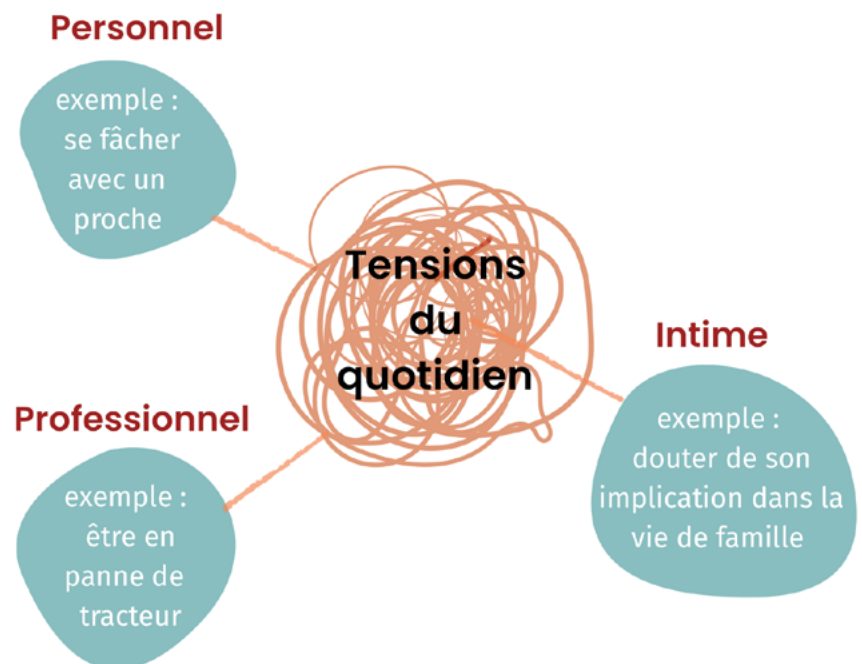 Personnel
exemple :
se fâcher
avec un
proche
Tensions
du
quotidien
Intime
exemple :
douter de son
implication dans la
vie de famille
Professionnel
exemple :
être en
panne de
tracteur